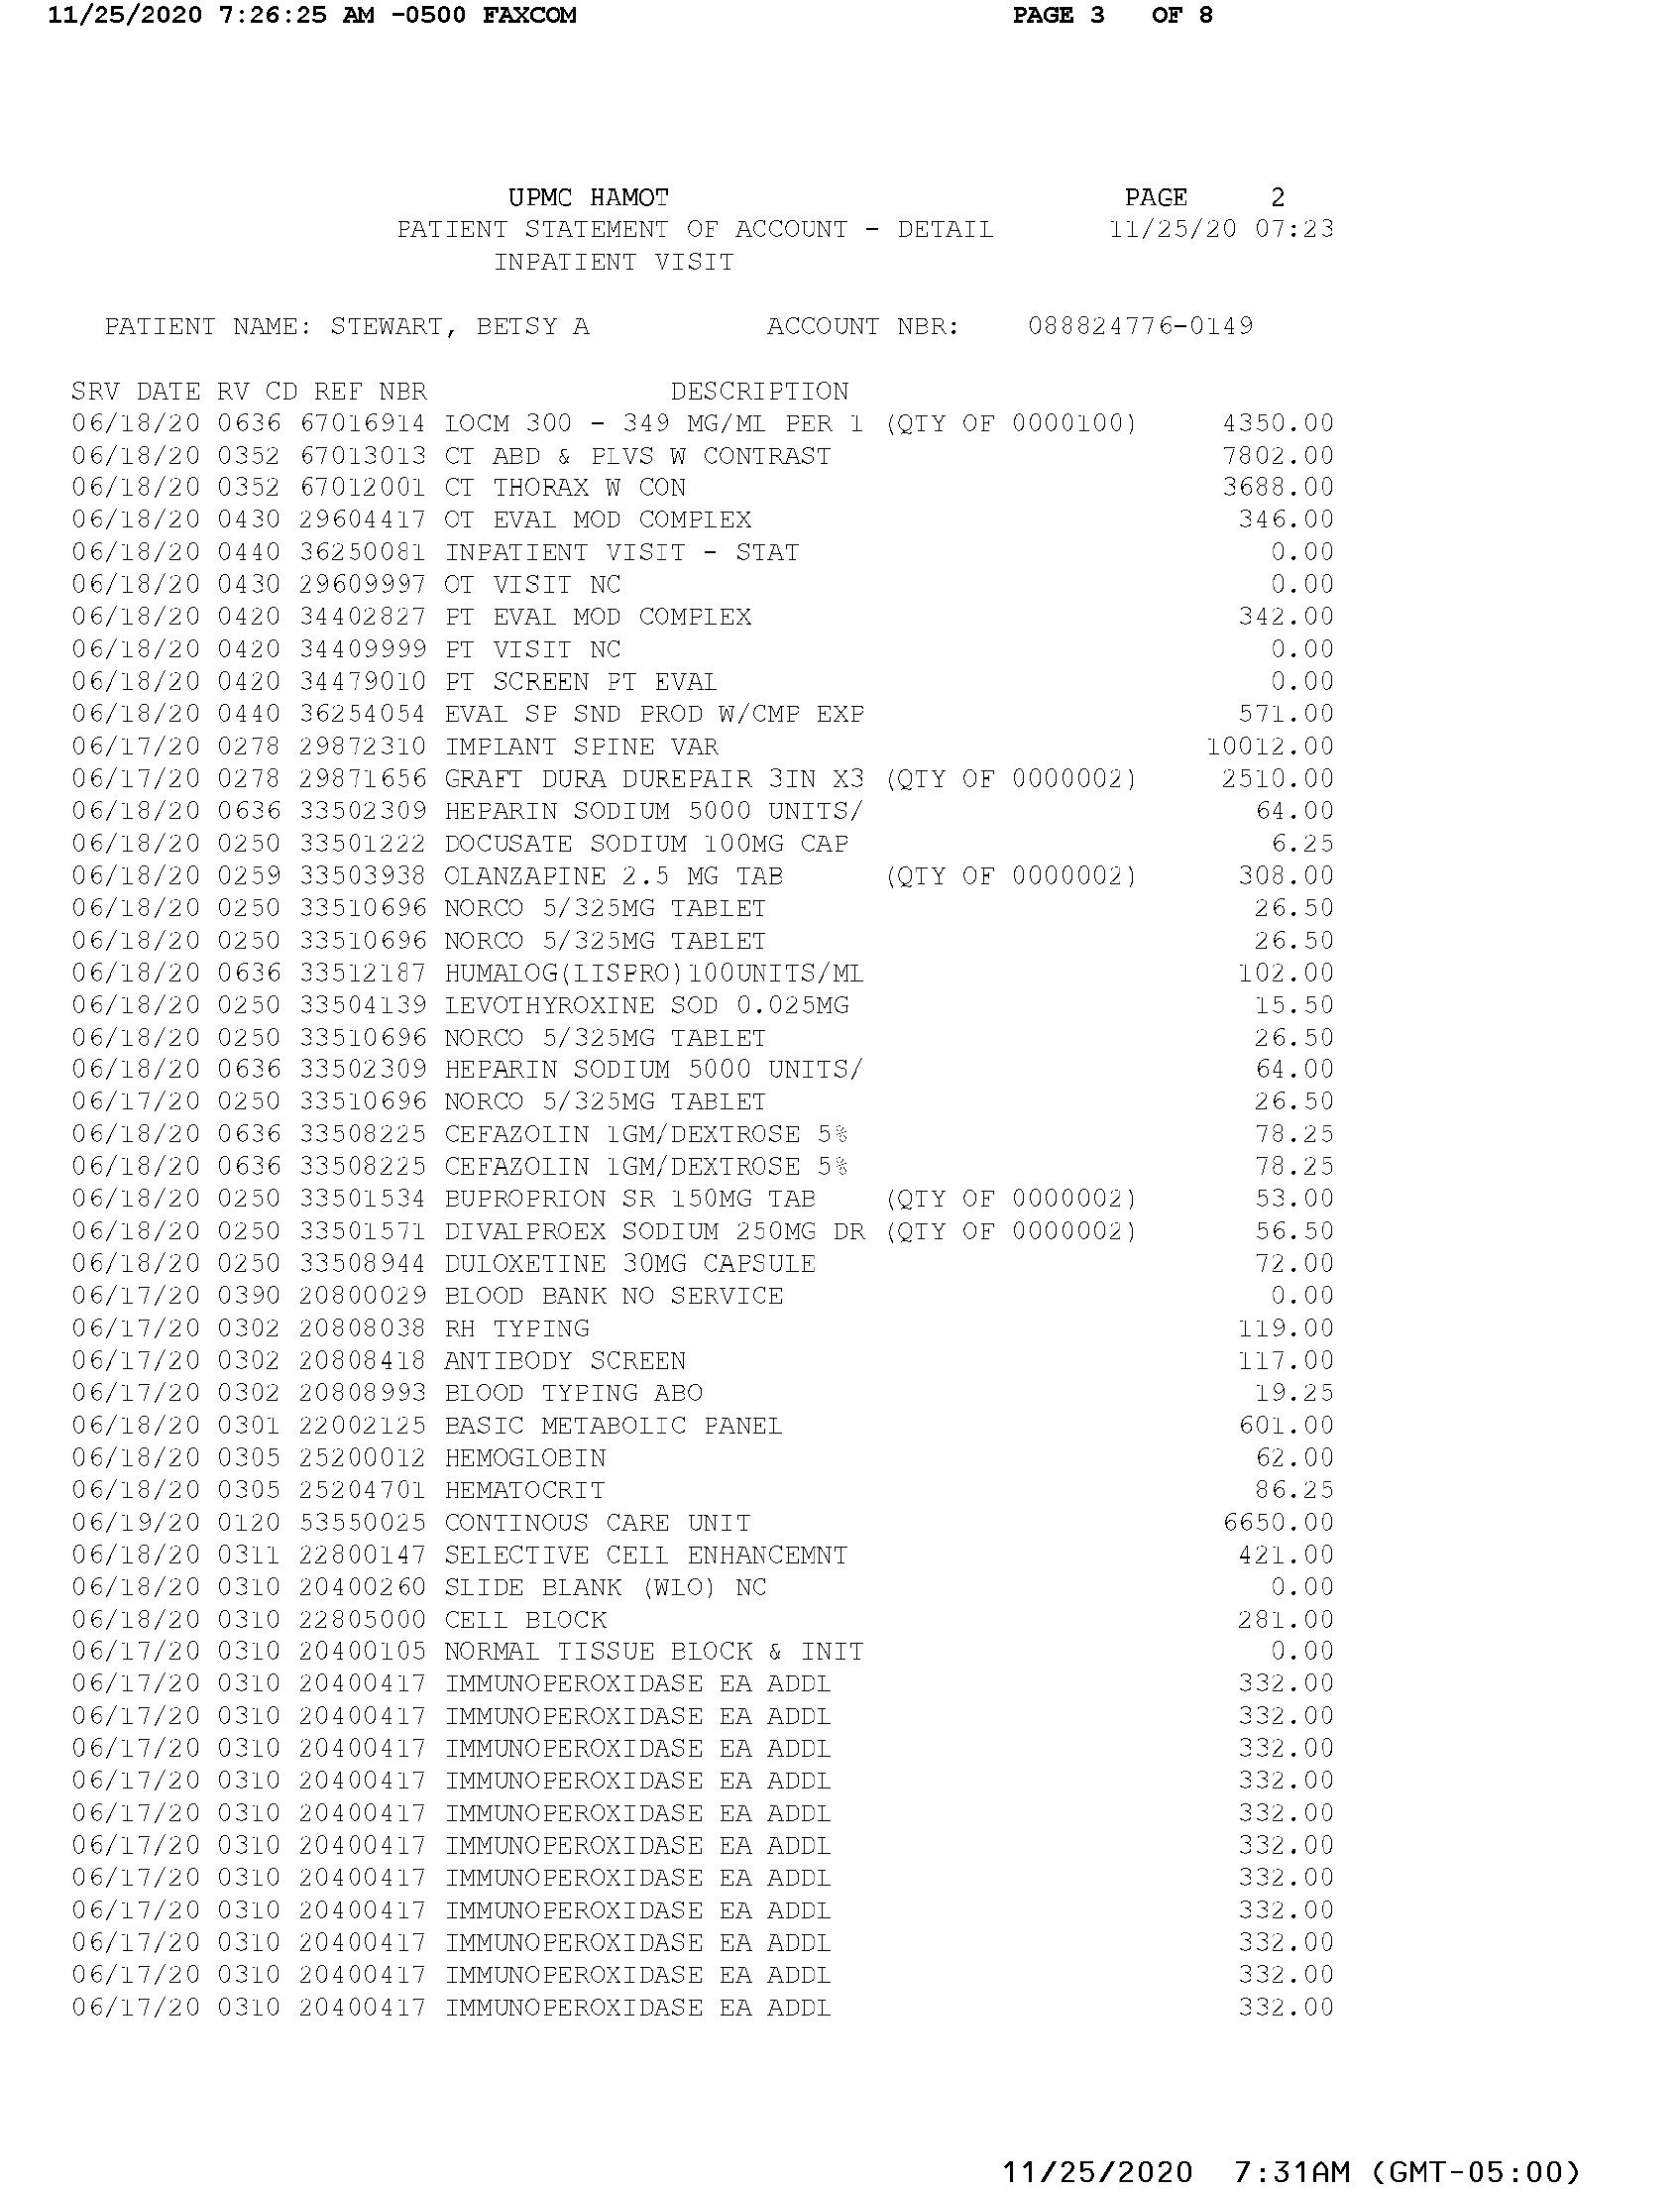 11/25/2020 7:26:25 AM -0500 FAXCOM PAGE 3 OF 8
UPMC HAMOT PAGE 2
PATIENT STATEMENT OF ACCOUNT - DETAIL 11/25/20 07:23
INPATIENT VISIT
PATIENT NAME: STEWART, BETSY A ACCOUNT NBR: 088824776-0149
SRV DATE RV CD REF NBR DESCRIPTION
06/18/20 0636 67016914 IOCM 300 - 349 MG/ML PER 1 (QTY OF 0000100) 4350.00
06/18/20 0352 67013013 CT ABD & PLVS W CONTRAST 7802.00
06/18/20 0352 67012001 CT THORAX W CON 3688.00
06/18/20 0430 29604417 OT EVAL MOD COMPLEX 346.00
06/18/20 0440 36250081 INPATIENT VISIT - STAT 0.00
06/18/20 0430 29609997 OT VISIT NC 0.00
06/18/20 0420 34402827 PT EVAL MOD COMPLEX 342.00
06/18/20 0420 34409999 PT VISIT NC 0.00
06/18/20 0420 34479010 PT SCREEN PT EVAL 0.00
06/18/20 0440 36254054 EVAL SP SND PROD W/CMP EXP 571.00
06/17/20 0278 29872310 IMPLANT SPINE VAR 10012.00
06/17/20 0278 29871656 GRAFT DURA DUREPAIR 3IN X3 (QTY OF 0000002) 2510.00
06/18/20 0636 33502309 HEPARIN SODIUM 5000 UNITS/ 64.00
06/18/20 0250 33501222 DOCUSATE SODIUM 100MG CAP 6.25
06/18/20 0259 33503938 OLANZAPINE 2.5 MG TAB (QTY OF 0000002) 308.00
06/18/20 0250 33510696 NORCO 5/325MG TABLET 26.50
06/18/20 0250 33510696 NORCO 5/325MG TABLET 26.50
06/18/20 0636 33512187 HUMALOG(LISPRO)100UNITS/ML 102.00
06/18/20 0250 33504139 LEVOTHYROXINE SOD 0.025MG 15.50
06/18/20 0250 33510696 NORCO 5/325MG TABLET 26.50
06/18/20 0636 33502309 HEPARIN SODIUM 5000 UNITS/ 64.00
06/17/20 0250 33510696 NORCO 5/325MG TABLET 26.50
06/18/20 0636 33508225 CEFAZOLIN 1GM/DEXTROSE 5% 78.25
06/18/20 0636 33508225 CEFAZOLIN 1GM/DEXTROSE 5% 78.25
06/18/20 0250 33501534 BUPROPRION SR 150MG TAB (QTY OF 0000002) 53.00
06/18/20 0250 33501571 DIVALPROEX SODIUM 250MG DR (QTY OF 0000002) 56.50
06/18/20 0250 33508944 DULOXETINE 30MG CAPSULE 72.00
06/17/20 0390 20800029 BLOOD BANK NO SERVICE 0.00
06/17/20 0302 20808038 RH TYPING 119.00
06/17/20 0302 20808418 ANTIBODY SCREEN 117.00
06/17/20 0302 20808993 BLOOD TYPING ABO 19.25
06/18/20 0301 22002125 BASIC METABOLIC PANEL 601.00
06/18/20 0305 25200012 HEMOGLOBIN 62.00
06/18/20 0305 25204701 HEMATOCRIT 86.25
06/19/20 0120 53550025 CONTINOUS CARE UNIT 6650.00
06/18/20 0311 22800147 SELECTIVE CELL ENHANCEMNT 421.00
06/18/20 0310 20400260 SLIDE BLANK (WLO) NC 0.00
06/18/20 0310 22805000 CELL BLOCK 281.00
06/17/20 0310 20400105 NORMAL TISSUE BLOCK & INIT 0.00
06/17/20 0310 20400417 IMMUNOPEROXIDASE EA ADDL 332.00
06/17/20 0310 20400417 IMMUNOPEROXIDASE EA ADDL 332.00
06/17/20 0310 20400417 IMMUNOPEROXIDASE EA ADDL 332.00
06/17/20 0310 20400417 IMMUNOPEROXIDASE EA ADDL 332.00
06/17/20 0310 20400417 IMMUNOPEROXIDASE EA ADDL 332.00
06/17/20 0310 20400417 IMMUNOPEROXIDASE EA ADDL 332.00
06/17/20 0310 20400417 IMMUNOPEROXIDASE EA ADDL 332.00
06/17/20 0310 20400417 IMMUNOPEROXIDASE EA ADDL 332.00
06/17/20 0310 20400417 IMMUNOPEROXIDASE EA ADDL 332.00
06/17/20 0310 20400417 IMMUNOPEROXIDASE EA ADDL 332.00
06/17/20 0310 20400417 IMMUNOPEROXIDASE EA ADDL 332.00
11/25/2020 7:31AM (GMT-05:00)